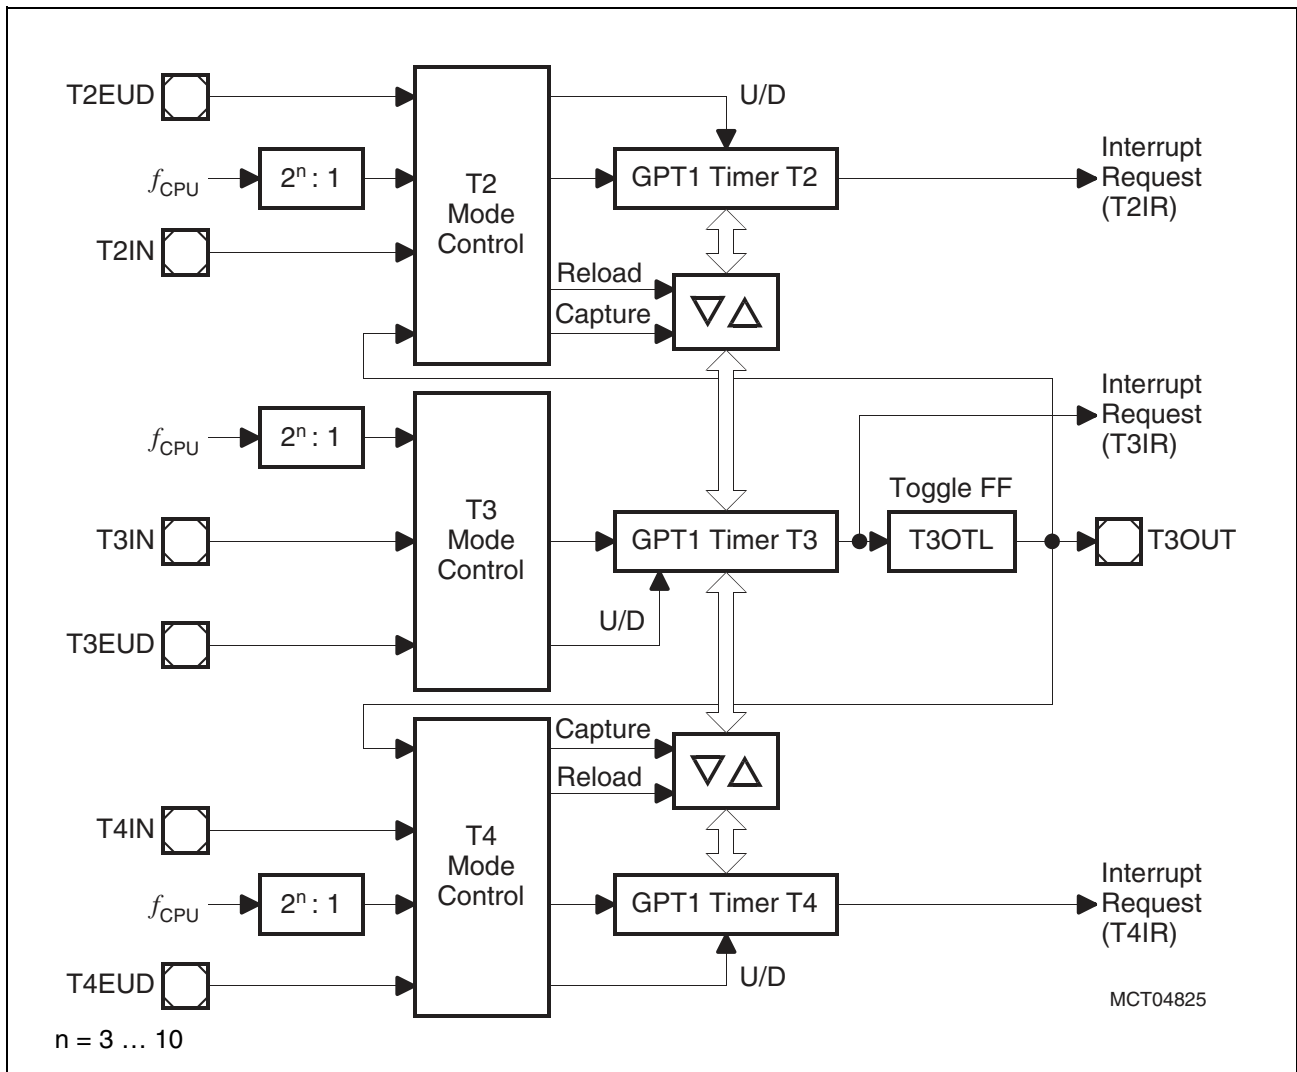 T2EUD
U/D
fCPU
2ⁿ : 1
T2
Mode
Control
GPT1 Timer T2
Interrupt
Request
(T2IR)
T2IN
Reload
Capture
fCPU
2ⁿ : 1
Interrupt
Request
(T3IR)
T3IN
T3
Mode
Control
GPT1 Timer T3
Toggle FF
T3OTL
T3OUT
T3EUD
U/D
Capture
Reload
T4IN
T4
Mode
Control
fCPU
2ⁿ : 1
GPT1 Timer T4
Interrupt
Request
(T4IR)
T4EUD
U/D
MCT04825
n = 3 … 10